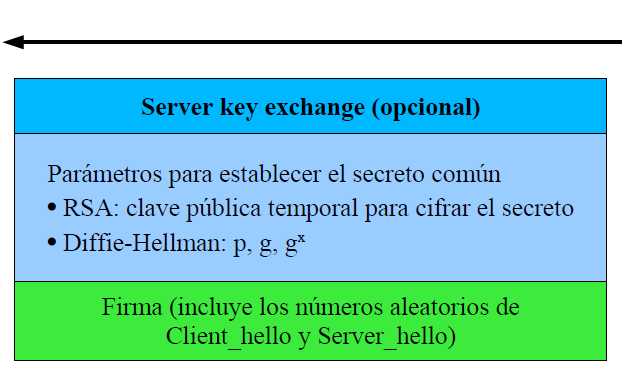 Server key exchange (opcional)
Parámetros para establecer el secreto común
• RSA: clave pública temporal para cifrar el secreto
• Diffie-Hellman: p, g, gˣ
Firma (incluye los números aleatorios de
Client_hello y Server_hello)